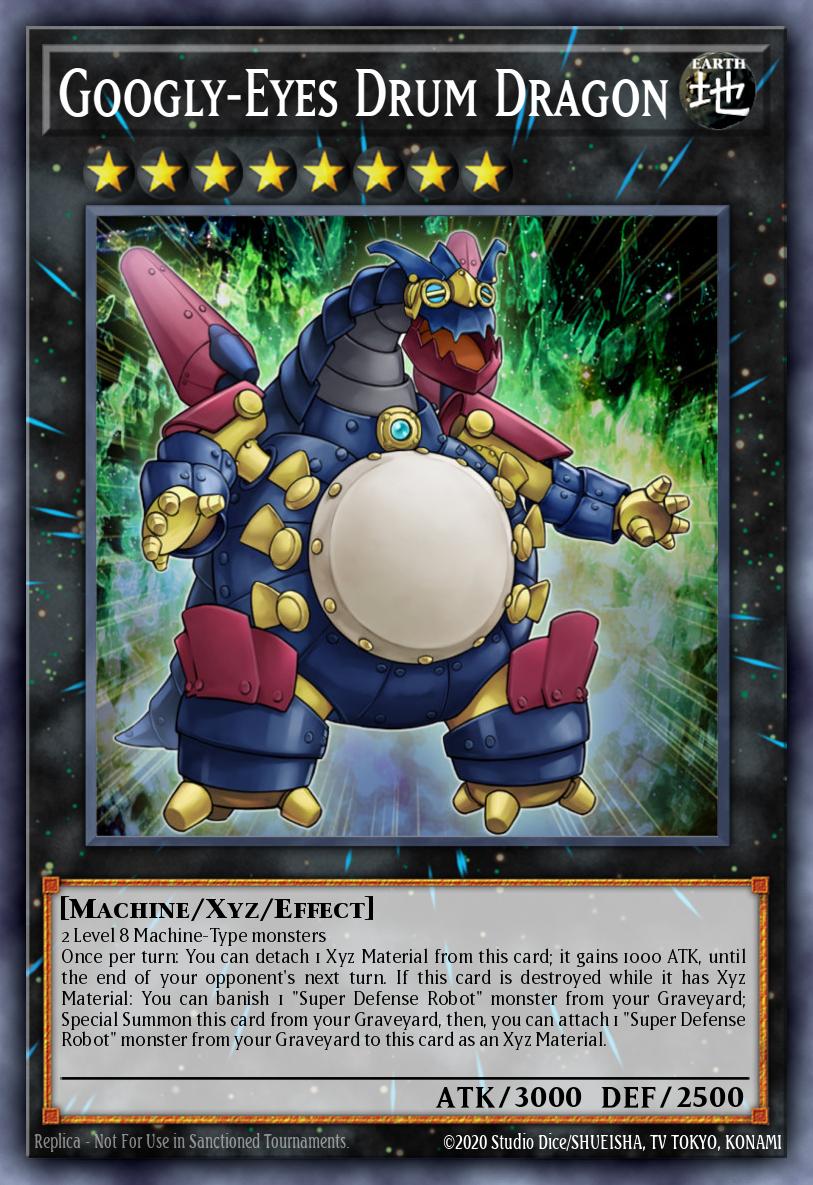 Googly-Eyes Drum Dragon
EARTH
地
[Machine/Xyz/Effect]
2 Level 8 Machine-Type monsters
Once per turn: You can detach 1 Xyz Material from this card; it gains 1000 ATK, until
the end of your opponent's next turn. If this card is destroyed while it has Xyz
Material: You can banish 1 "Super Defense Robot" monster from your Graveyard;
Special Summon this card from your Graveyard, then, you can attach 1 "Super Defense
Robot" monster from your Graveyard to this card as an Xyz Material.
ATK/3000 DEF/2500
Replica - Not For Use in Sanctioned Tournaments.
©2020 Studio Dice/SHUEISHA, TV TOKYO, KONAMI